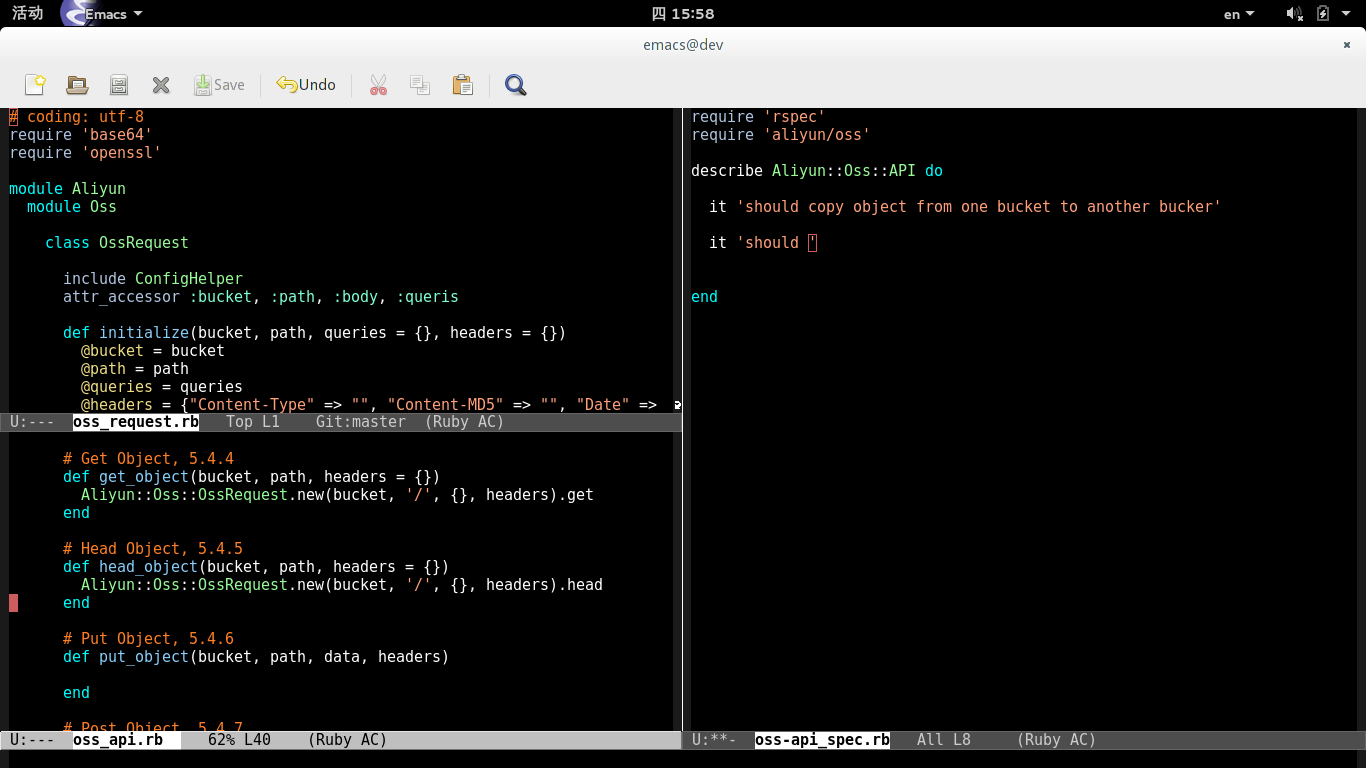 活动 Emacs 四 15:58 en
emacs@dev
Save Undo
# coding: utf-8
require 'base64'
require 'openssl'
module Aliyun
module Oss
class OssRequest
include ConfigHelper
attr_accessor :bucket, :path, :body, :queris
def initialize(bucket, path, queries = {}, headers = {})
@bucket = bucket
@path = path
@queries = queries
@headers = {"Content-Type" => "", "Content-MD5" => "", "Date" =>
U:--- oss_request.rb Top L1 Git:master (Ruby AC)
# Get Object, 5.4.4
def get_object(bucket, path, headers = {})
Aliyun::Oss::OssRequest.new(bucket, '/', {}, headers).get
end
# Head Object, 5.4.5
def head_object(bucket, path, headers = {})
Aliyun::Oss::OssRequest.new(bucket, '/', {}, headers).head
end
# Put Object, 5.4.6
def put_object(bucket, path, data, headers)
end
# Post Object, 5.4.7
U:--- oss_api.rb 62% L40 (Ruby AC)
require 'rspec'
require 'aliyun/oss'
describe Aliyun::Oss::API do
it 'should copy object from one bucket to another bucker'
it 'should '
end
U:**- oss-api_spec.rb All L8 (Ruby AC)